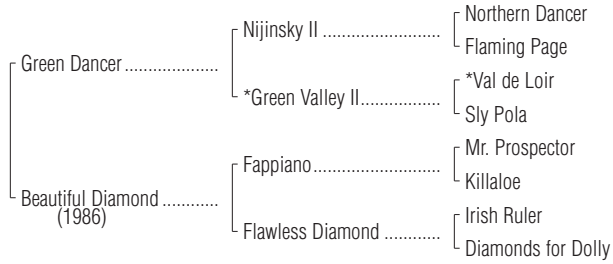 Northern Dancer
Nijinsky II .........................
Flaming Page
Green Dancer ....................
*Val de Loir
*Green Valley II.................
Sly Pola
Mr. Prospector
Fappiano...........................
Killaloe
Beautiful Diamond ............
(1986)
Irish Ruler
Flawless Diamond ............
Diamonds for Dolly